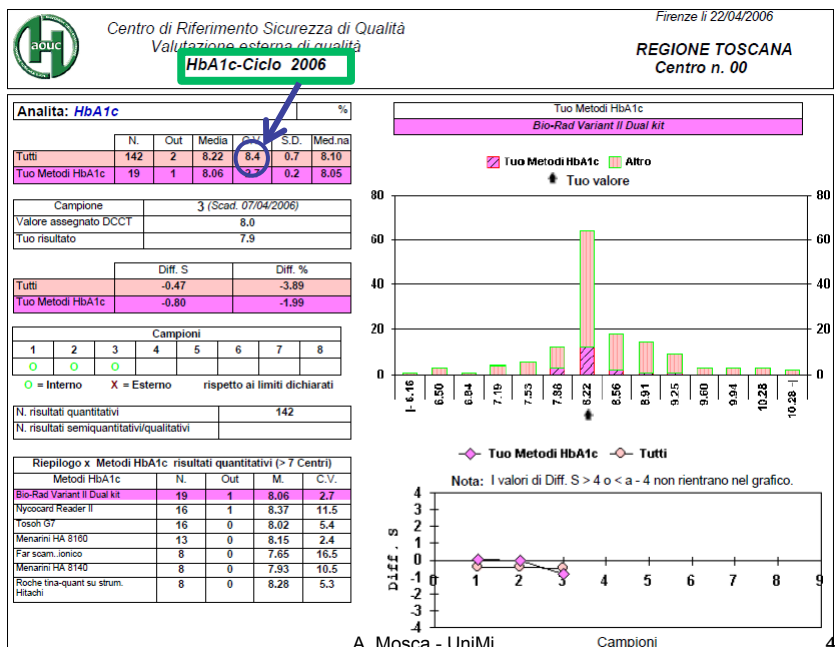 aouc
Centro di Riferimento Sicurezza di Qualità
Valutazione esterna di qualità
HbA1c-Ciclo 2006
Firenze li 22/04/2006
REGIONE TOSCANA
Centro n. 00
Analita: HbA1c %
N. Out Media C.V. S.D. Med.na
Tutti 142 2 8.22 8.4 0.7 8.10
Tuo Metodi HbA1c 19 1 8.06 2.7 0.2 8.05
Campione 3 (Scad. 07/04/2006)
Valore assegnato DCCT 8.0
Tuo risultato 7.9
Diff. S Diff. %
Tutti -0.47 -3.89
Tuo Metodi HbA1c -0.80 -1.99
Campioni
1 2 3 4 5 6 7 8
O O O
O = Interno X = Esterno rispetto ai limiti dichiarati
N. risultati quantitativi 142
N. risultati semiquantitativi/qualitativi
Riepilogo x Metodi HbA1c risultati quantitativi (> 7 Centri)
Metodi HbA1c N. Out M. C.V.
Bio-Rad Variant II Dual kit 19 1 8.06 2.7
Nycocard Reader II 16 1 8.37 11.5
Tosoh G7 16 0 8.02 5.4
Menarini HA 8160 13 0 8.15 2.4
Far scam..ionico 8 0 7.65 16.5
Menarini HA 8140 8 0 7.93 10.5
Roche tina-quant su strum. 8 0 8.28 5.3
Hitachi
Tuo Metodi HbA1c
Bio-Rad Variant II Dual kit
Tuo Metodi HbA1c Altro
Tuo valore
80 80
60 60
40 40
20 20
0 0
I- 6.16 6.50 6.84 7.19 7.53 7.88 8.22 8.56 8.91 9.25 9.60 9.94 10.28 10.28 -I
Tuo Metodi HbA1c Tutti
Nota: I valori di Diff. S > 4 o < a - 4 non rientrano nel grafico.
Diff. S
4
3
2
1
0
-1
-2
-3
-4
0 1 2 3 4 5 6 7 8 9
Campioni
A. Mosca - UniMi
4